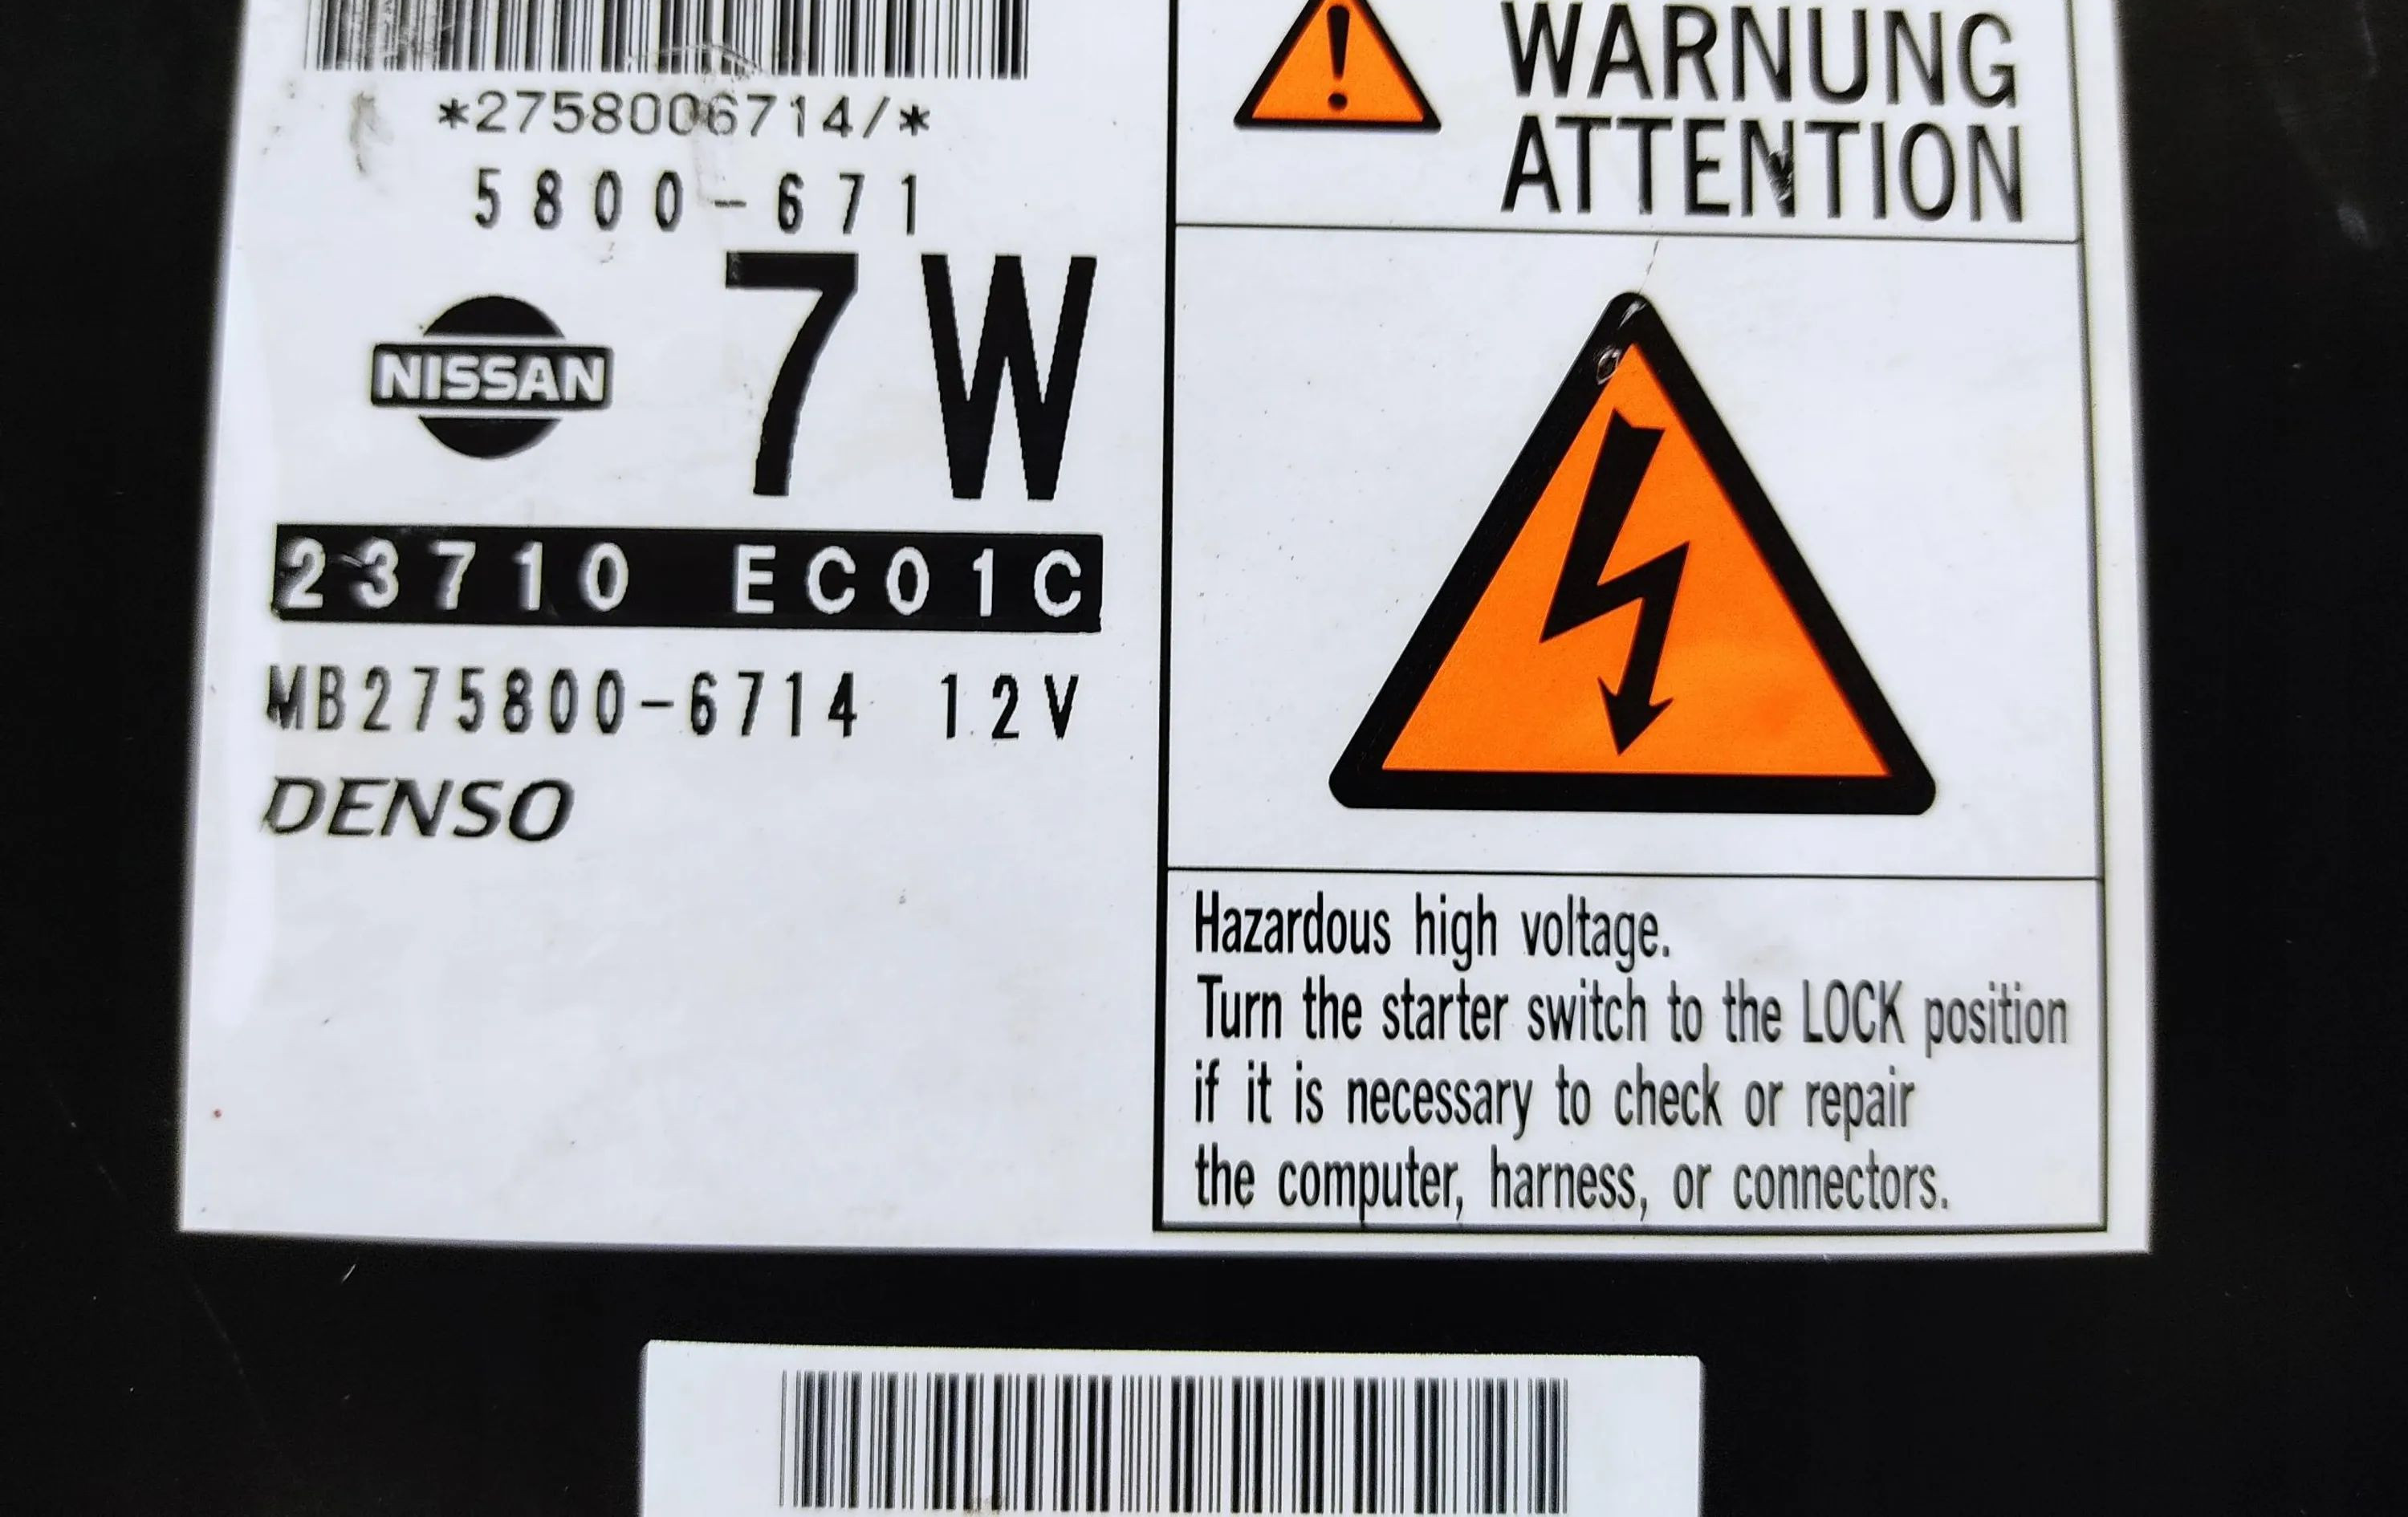 *2758006714/*
5800-671
NISSAN
7W
23710 EC01C
MB275800-6714 12V
DENSO
WARNUNG
ATTENTION
Hazardous high voltage.
Turn the starter switch to the LOCK position
if it is necessary to check or repair
the computer, harness, or connectors.